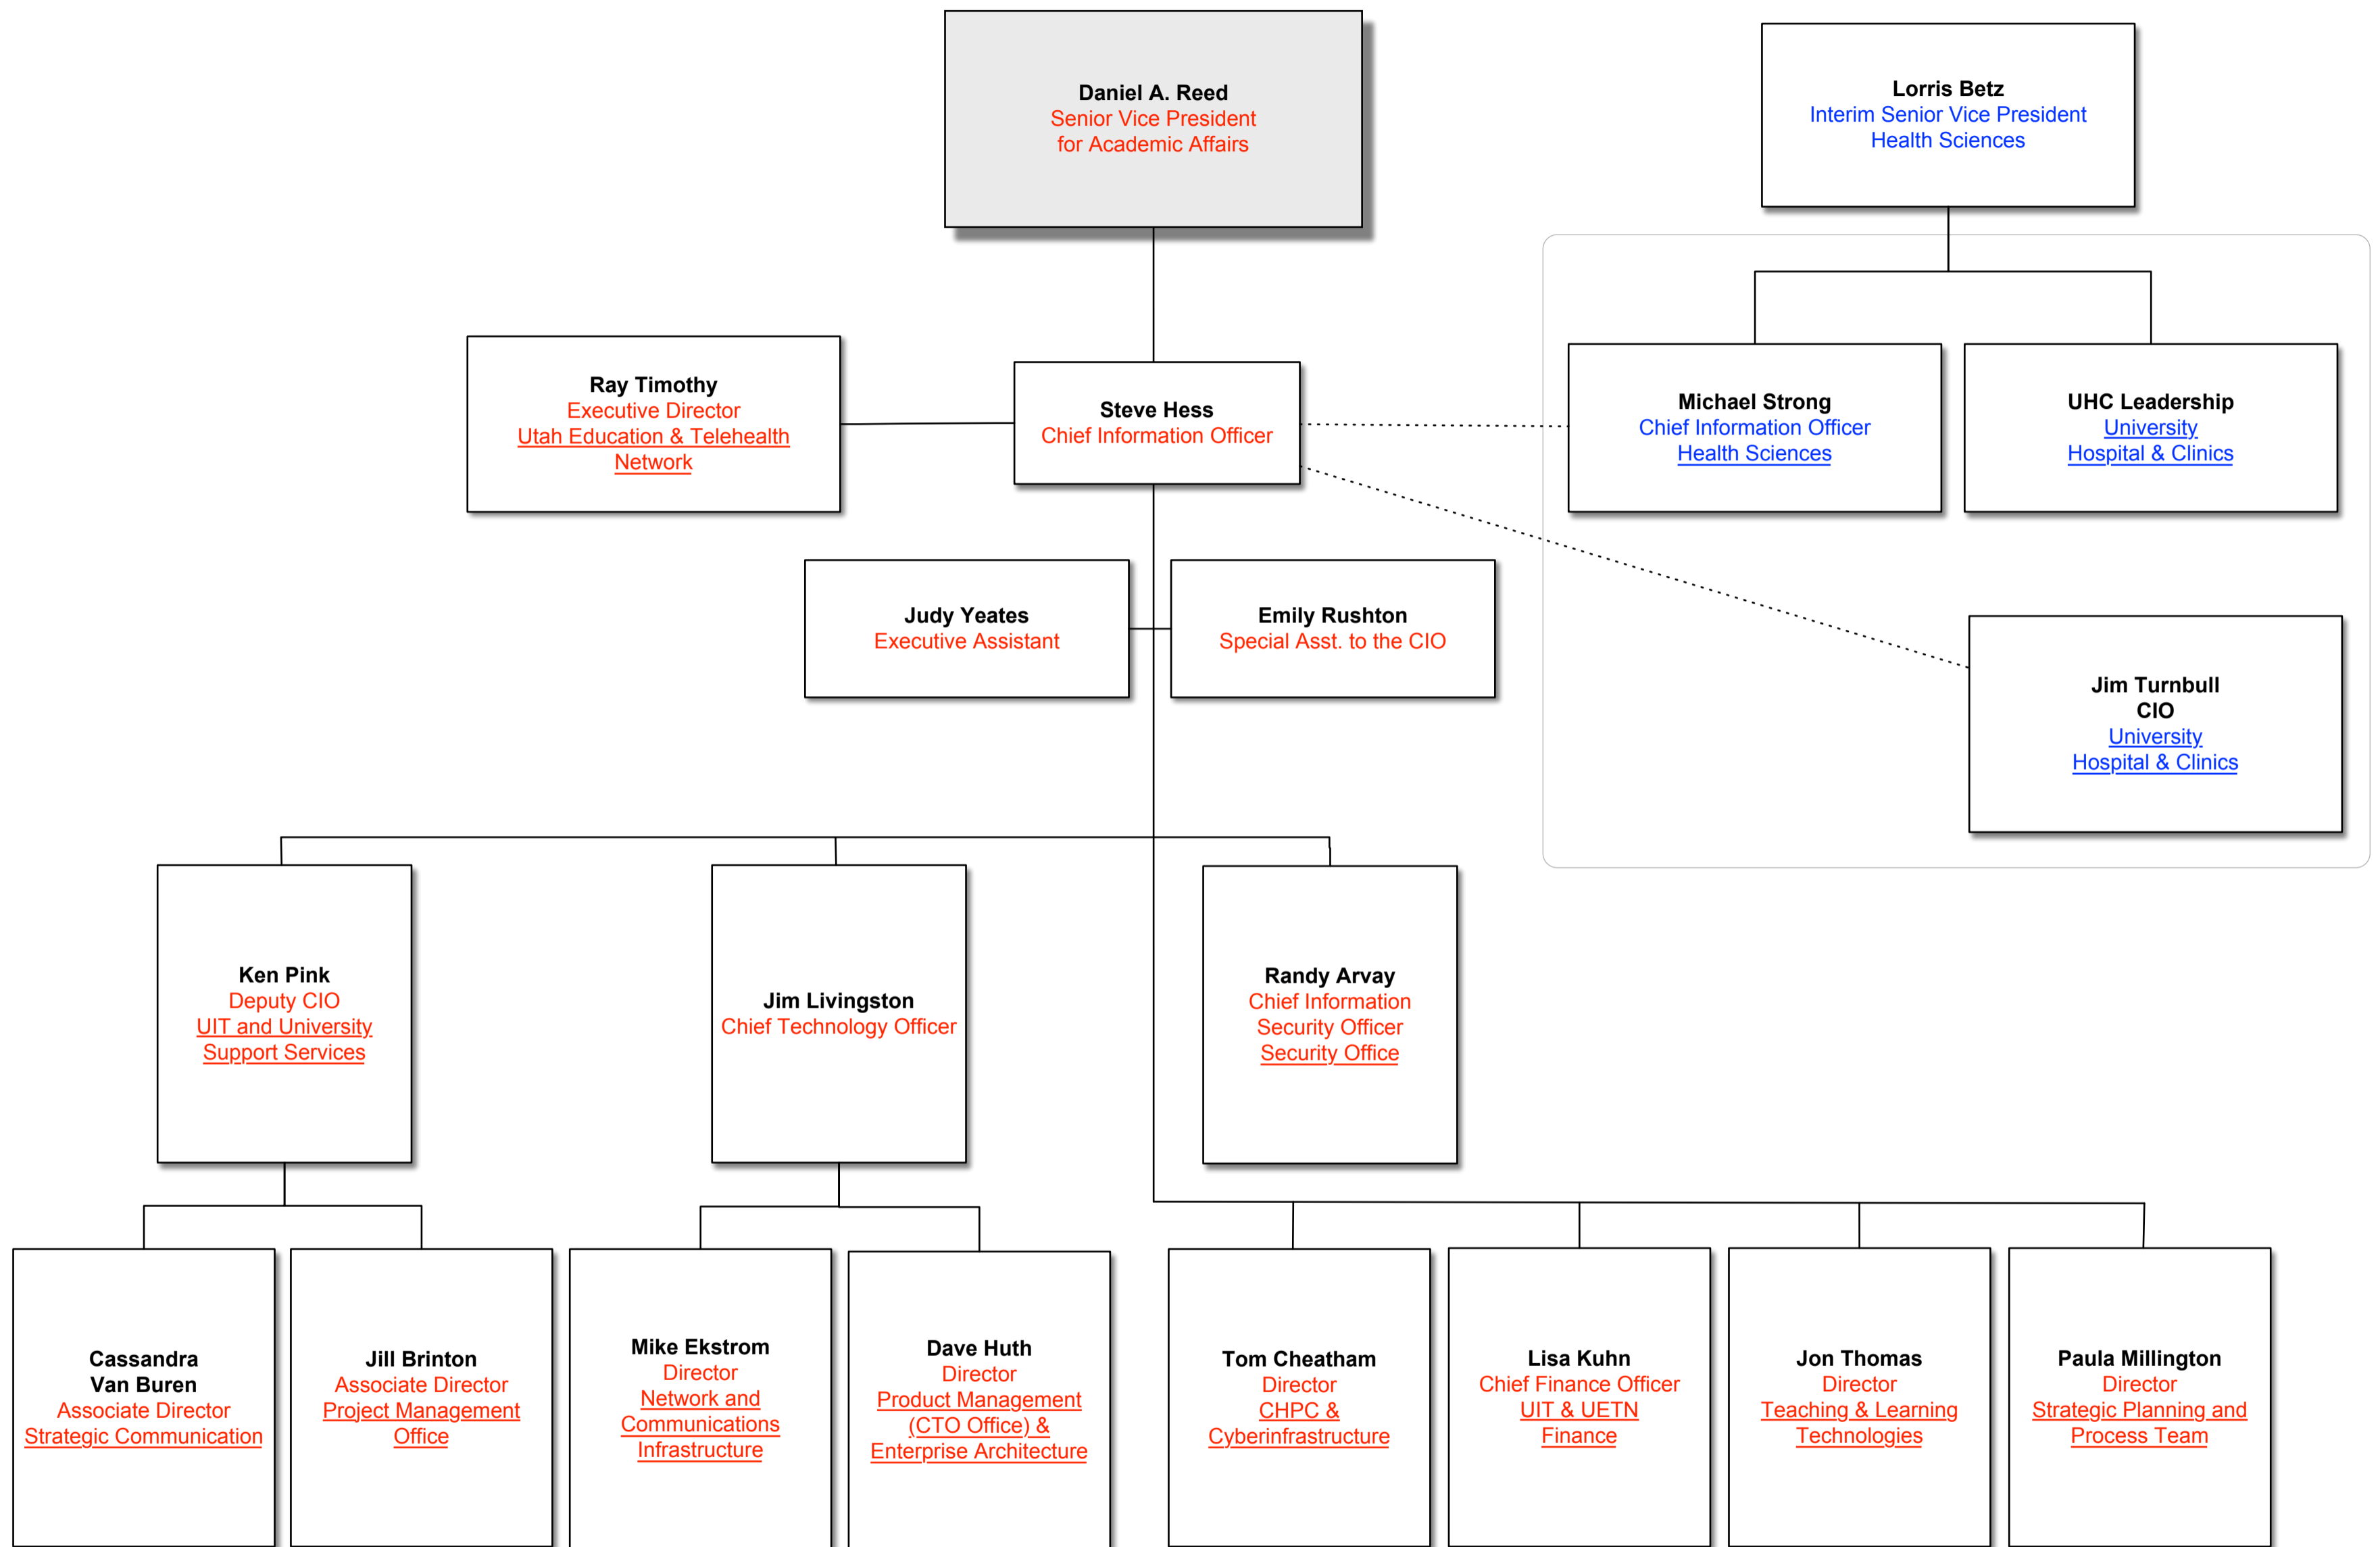 Daniel A. Reed
Senior Vice President
for Academic Affairs
Lorris Betz
Interim Senior Vice President
Health Sciences
Ray Timothy
Executive Director
Utah Education & Telehealth
Network
Steve Hess
Chief Information Officer
Michael Strong
Chief Information Officer
Health Sciences
UHC Leadership
University
Hospital & Clinics
Judy Yeates
Executive Assistant
Emily Rushton
Special Asst. to the CIO
Jim Turnbull
CIO
University
Hospital & Clinics
Ken Pink
Deputy CIO
UIT and University
Support Services
Jim Livingston
Chief Technology Officer
Randy Arvay
Chief Information
Security Officer
Security Office
Cassandra
Van Buren
Associate Director
Strategic Communication
Jill Brinton
Associate Director
Project Management
Office
Mike Ekstrom
Director
Network and
Communications
Infrastructure
Dave Huth
Director
Product Management
(CTO Office) &
Enterprise Architecture
Tom Cheatham
Director
CHPC &
Cyberinfrastructure
Lisa Kuhn
Chief Finance Officer
UIT & UETN
Finance
Jon Thomas
Director
Teaching & Learning
Technologies
Paula Millington
Director
Strategic Planning and
Process Team